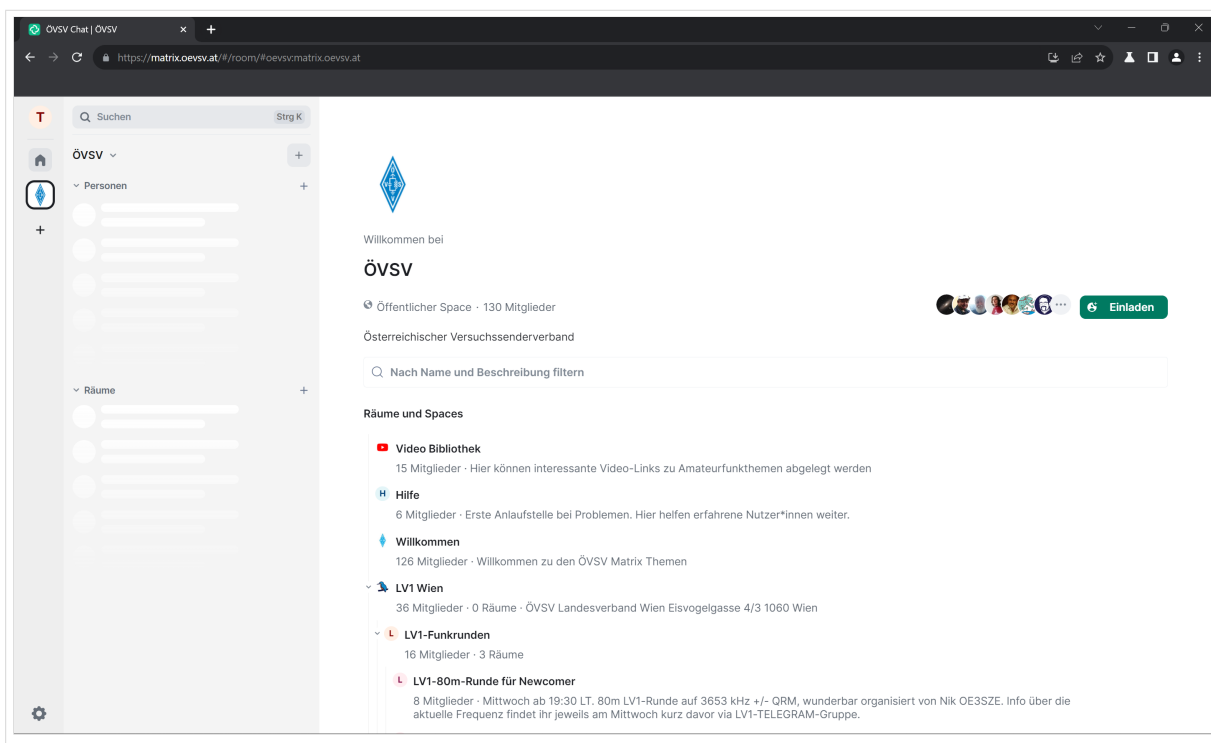 ÖVSV Chat | ÖVSV
https://matrix.oevsv.at/#/room/#oevsv:matrix.oevsv.at
T
Suchen
Strg K
ÖVSV
Personen
Räume
Willkommen bei
ÖVSV
Öffentlicher Space · 130 Mitglieder
Einladen
Österreichischer Versuchssenderverband
Nach Name und Beschreibung filtern
Räume und Spaces
Video Bibliothek
15 Mitglieder · Hier können interessante Video-Links zu Amateurfunkthemen abgelegt werden
H Hilfe
6 Mitglieder · Erste Anlaufstelle bei Problemen. Hier helfen erfahrene Nutzer*innen weiter.
Willkommen
126 Mitglieder · Willkommen zu den ÖVSV Matrix Themen
LV1 Wien
36 Mitglieder · 0 Räume · ÖVSV Landesverband Wien Eisvogelgasse 4/3 1060 Wien
L LV1-Funkrunden
16 Mitglieder · 3 Räume
L LV1-80m-Runde für Newcomer
8 Mitglieder · Mittwoch ab 19:30 LT. 80m LV1-Runde auf 3653 kHz +/- QRM, wunderbar organisiert von Nik OE3SZE. Info über die
aktuelle Frequenz findet ihr jeweils am Mittwoch kurz davor via LV1-TELEGRAM-Gruppe.